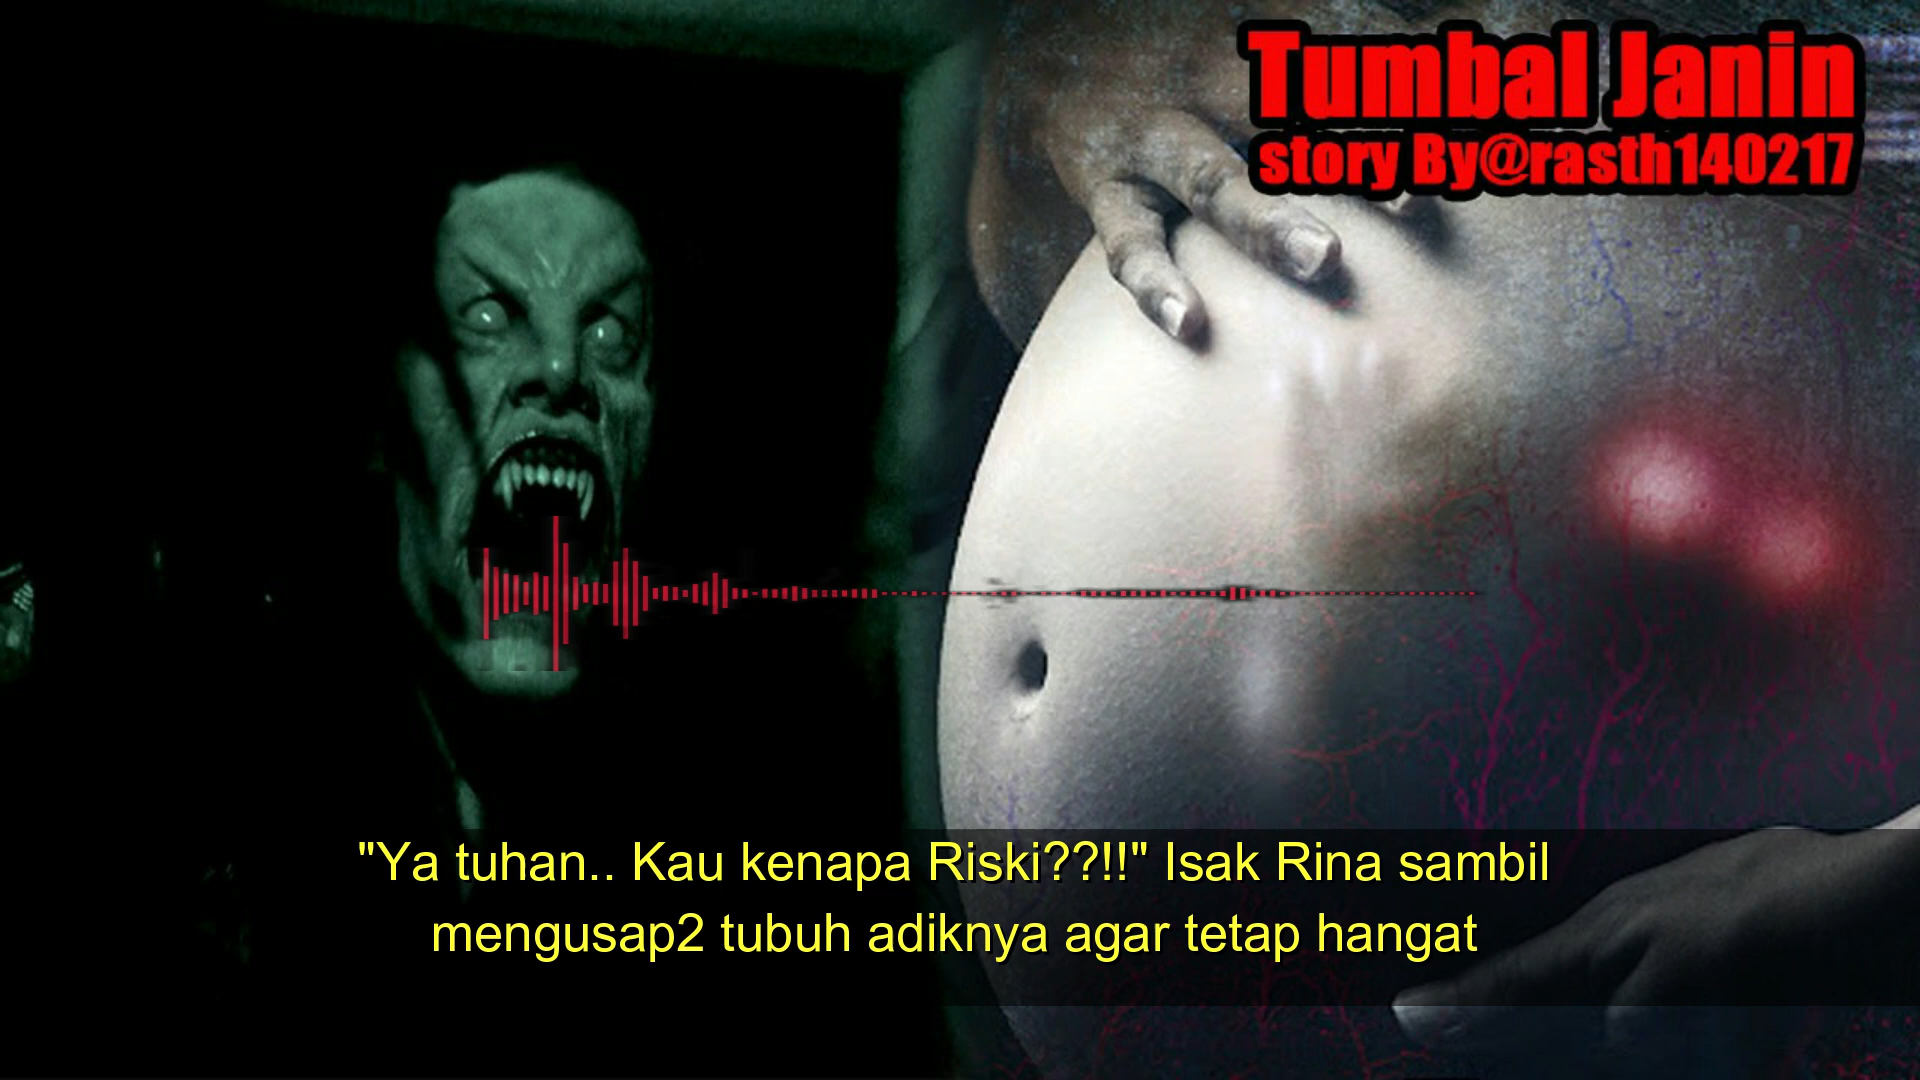 Tumbal Janin
story By@rasth140217
"Ya tuhan.. Kau kenapa Riski??!!" Isak Rina sambil
mengusap2 tubuh adiknya agar tetap hangat